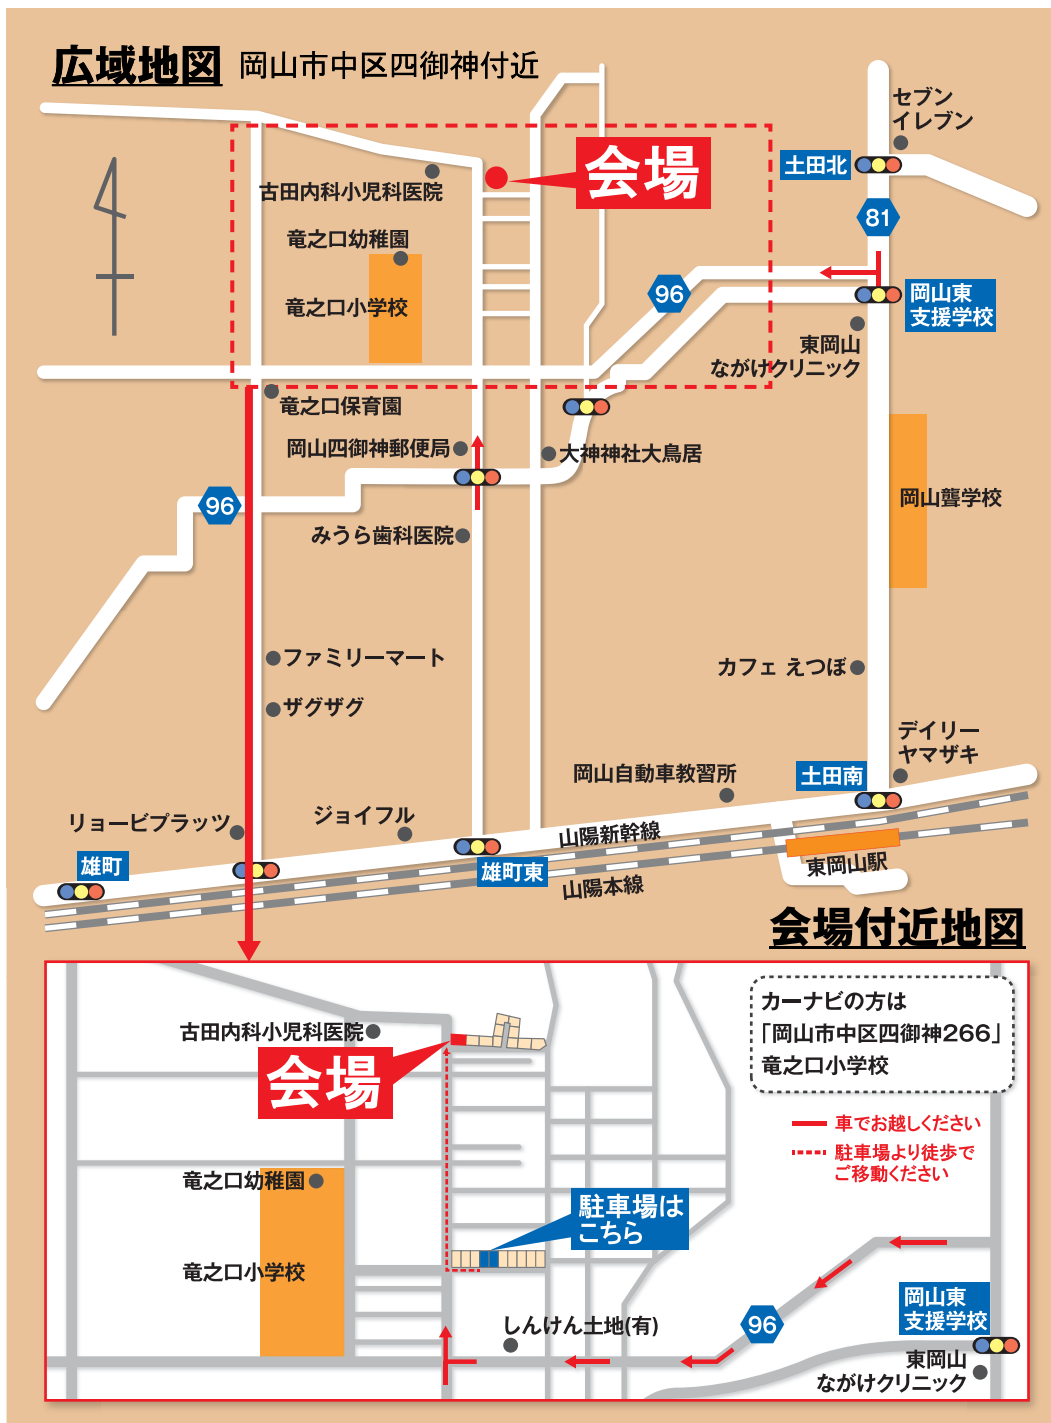 広域地図 岡山市中区四御神付近
セブン
イレブン
土田北
会場
古田内科小児科医院
81
竜之口幼稚園
96
岡山東
支援学校
竜之口小学校
東岡山
ながけクリニック
竜之口保育園
岡山四御神郵便局
大神神社大鳥居
96
岡山聾学校
みうら歯科医院
ファミリーマート
カフェ えつぼ
ザグザグ
デイリー
ヤマザキ
岡山自動車教習所
土田南
リョービプラッツ
ジョイフル
山陽新幹線
雄町
雄町東
東岡山駅
山陽本線
会場付近地図
カーナビの方は
「岡山市中区四御神266」
竜之口小学校
古田内科小児科医院
会場
車でお越しください
駐車場より徒歩で
ご移動ください
竜之口幼稚園
駐車場は
こちら
竜之口小学校
岡山東
支援学校
96
しんけん土地(有)
東岡山
ながけクリニック